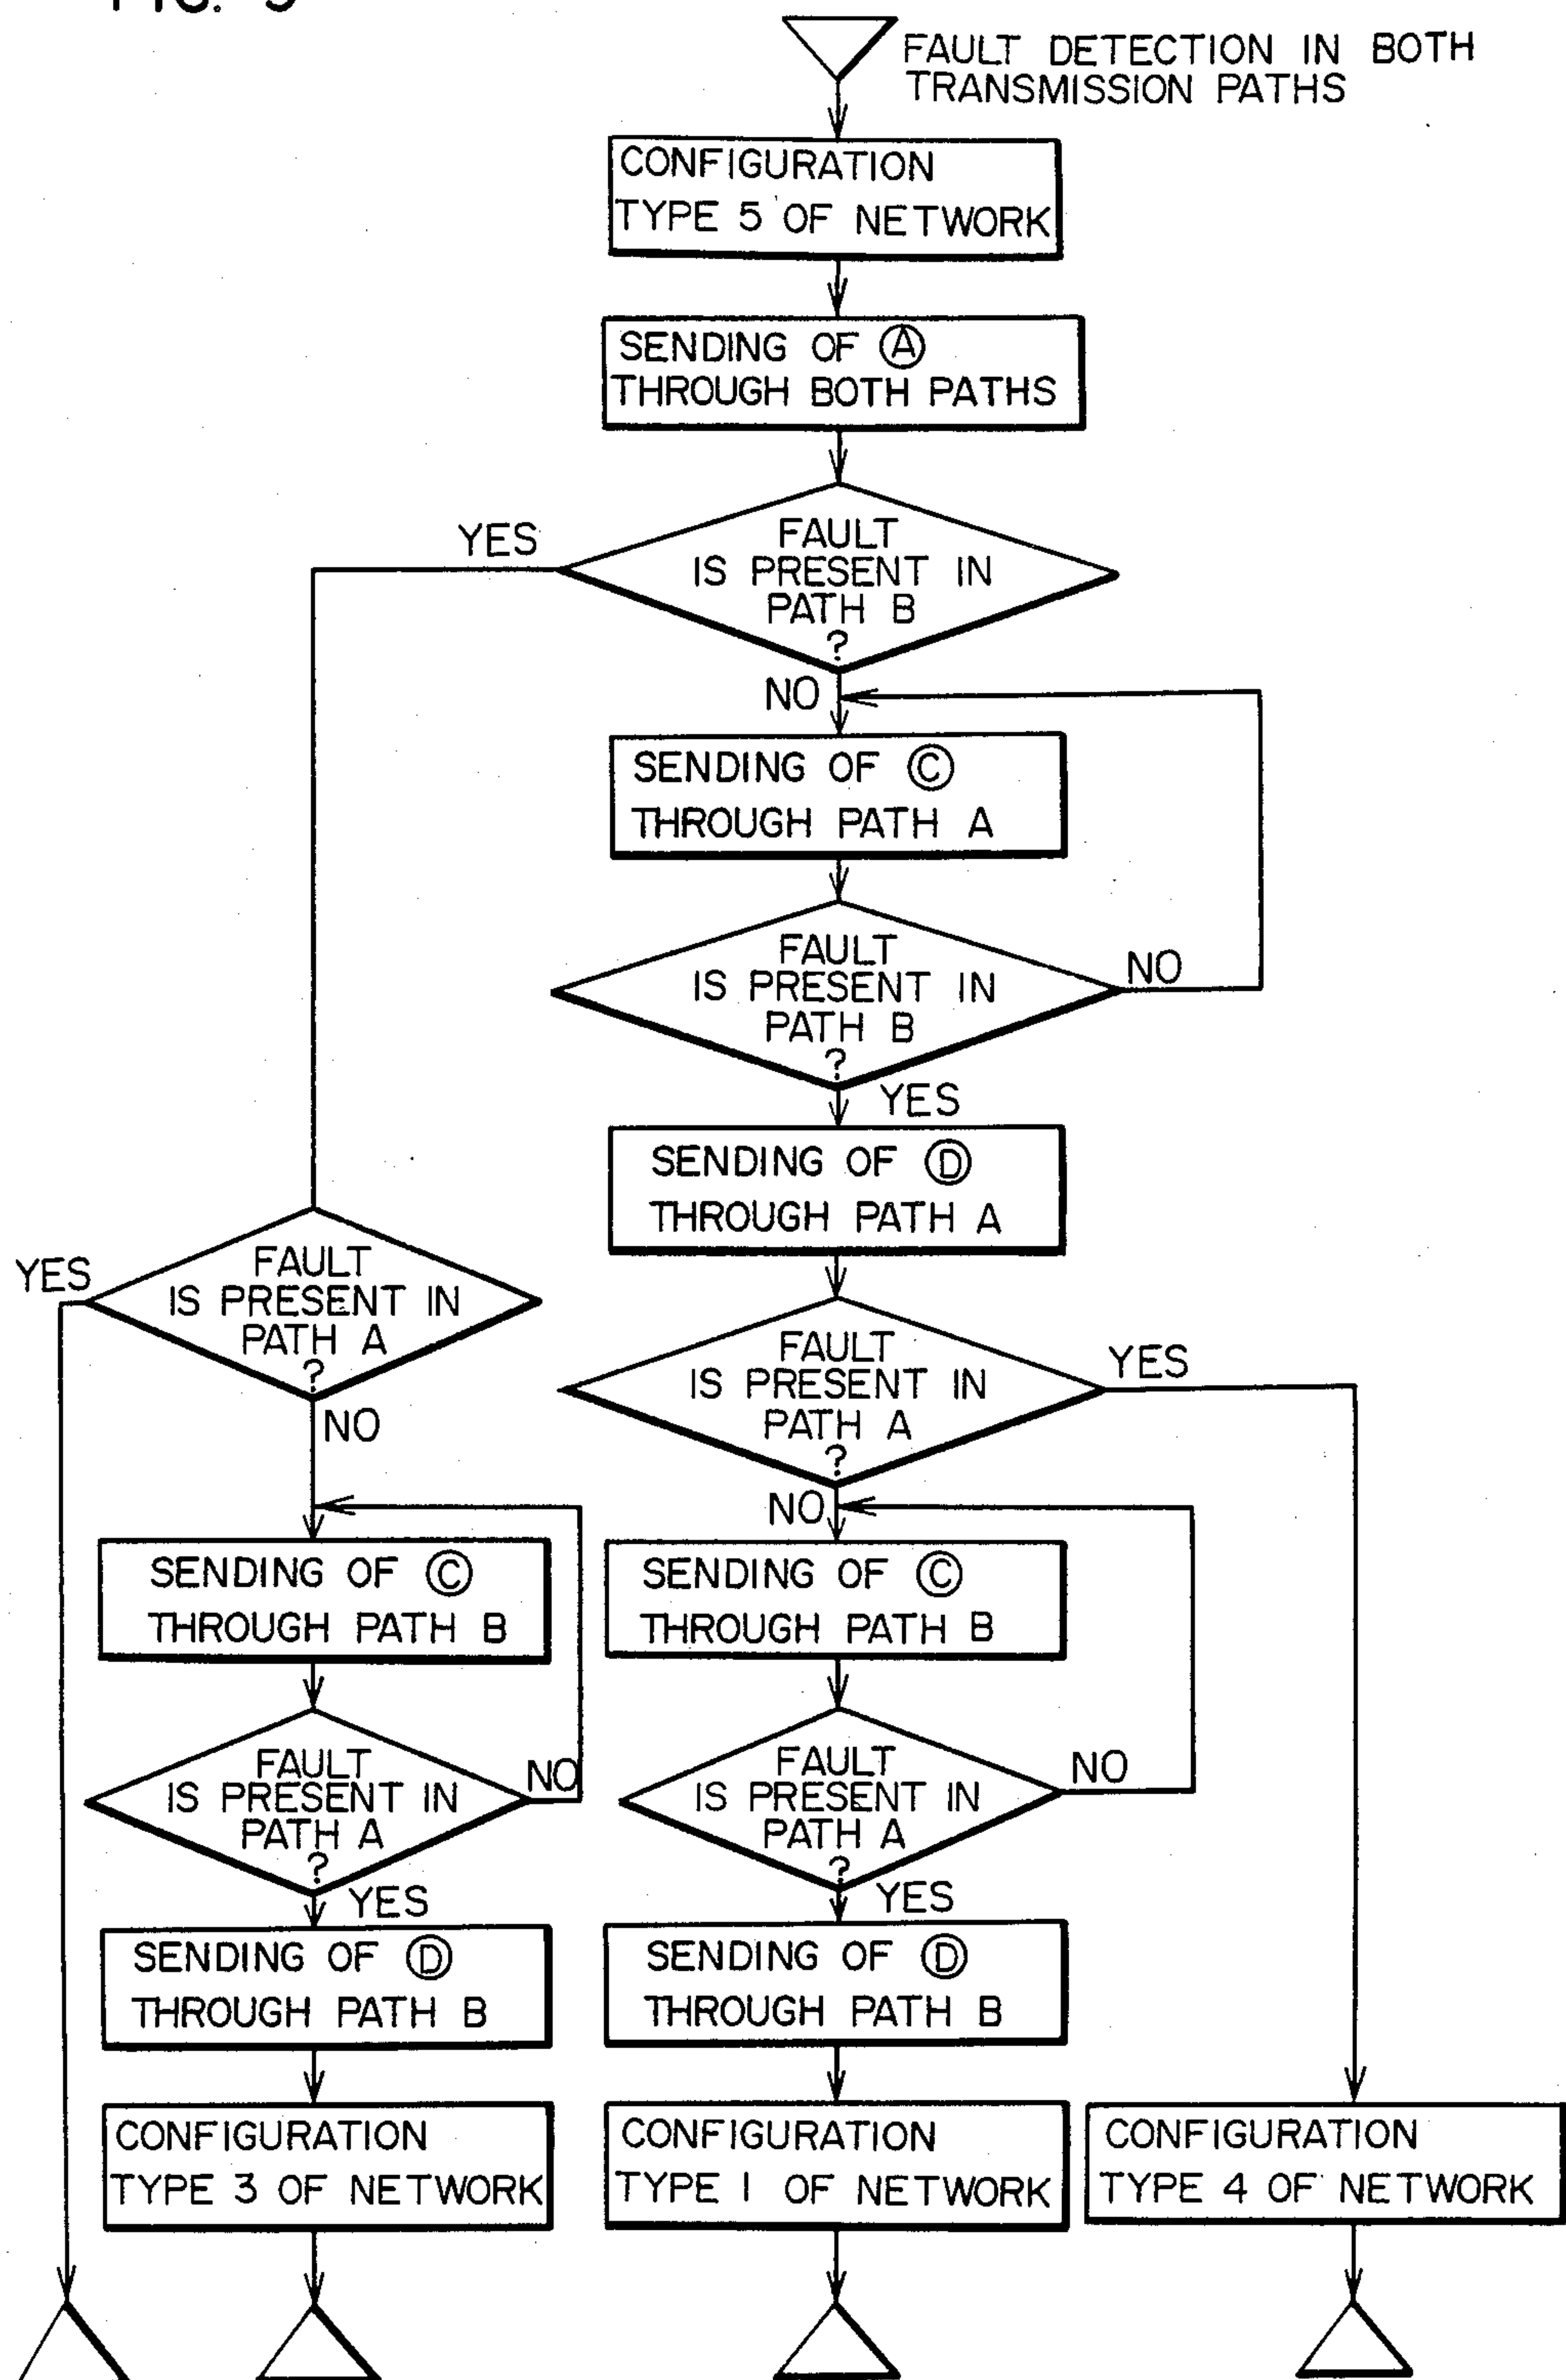 FIG. 9
FAULT DETECTION IN BOTH
TRANSMISSION PATHS
CONFIGURATION
TYPE 5 OF NETWORK
SENDING OF Ⓐ
THROUGH BOTH PATHS
YES
FAULT
IS PRESENT IN
PATH B
?
NO
SENDING OF Ⓒ
THROUGH PATH A
FAULT
IS PRESENT IN
PATH B
?
NO
YES
SENDING OF Ⓓ
THROUGH PATH A
YES
FAULT
IS PRESENT IN
PATH A
?
NO
FAULT
IS PRESENT IN
PATH A
?
YES
NO
SENDING OF Ⓒ
THROUGH PATH B
SENDING OF Ⓒ
THROUGH PATH B
FAULT
IS PRESENT IN
PATH A
?
NO
YES
FAULT
IS PRESENT IN
PATH A
?
NO
YES
SENDING OF Ⓓ
THROUGH PATH B
SENDING OF Ⓓ
THROUGH PATH B
CONFIGURATION
TYPE 3 OF NETWORK
CONFIGURATION
TYPE 1 OF NETWORK
CONFIGURATION
TYPE 4 OF NETWORK